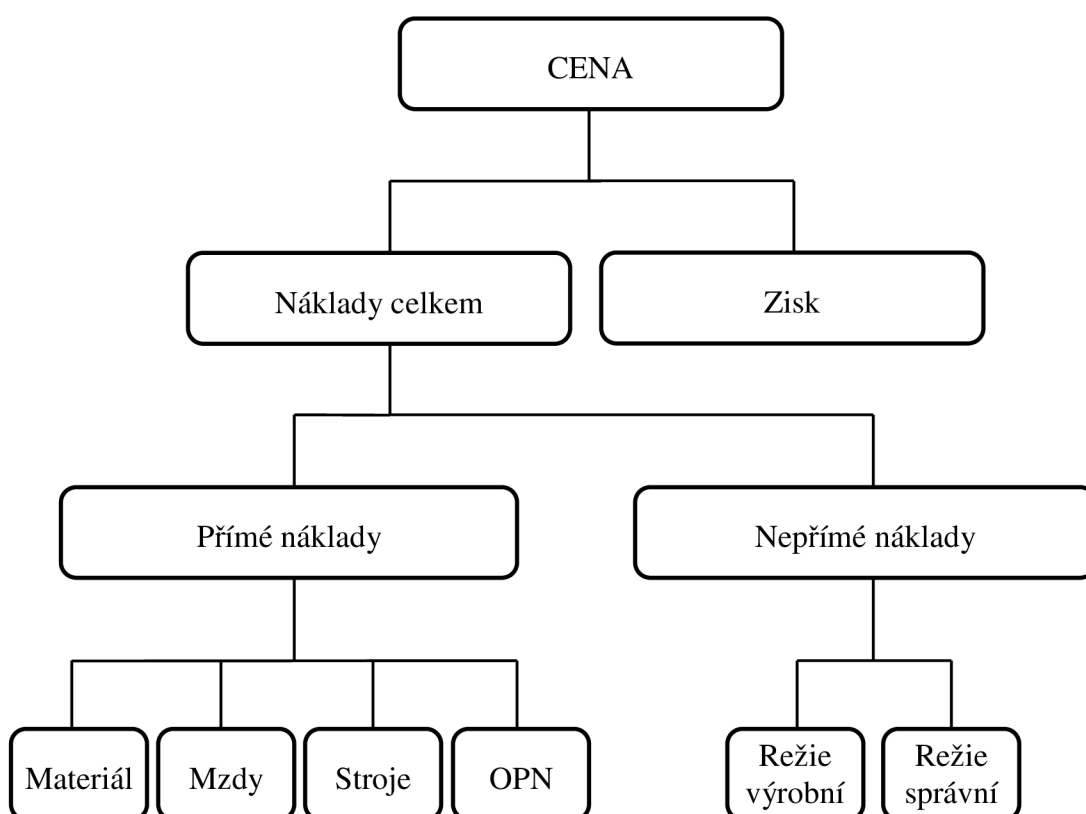 CENA
Náklady celkem
Zisk
Přímé náklady
Nepřímé náklady
Materiál
Mzdy
Stroje
OPN
Režie
výrobní
Režie
správní